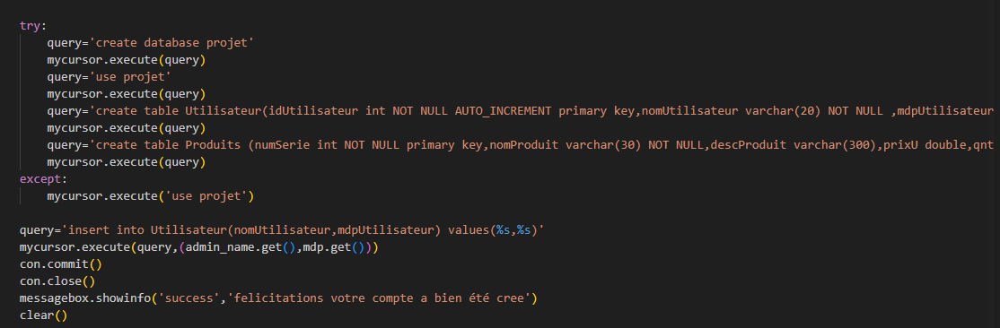 try:
query='create database projet'
mycursor.execute(query)
query='use projet'
mycursor.execute(query)
query='create table Utilisateur(idUtilisateur int NOT NULL AUTO_INCREMENT primary key,nomUtilisateur varchar(20) NOT NULL ,mdpUtilisateur
mycursor.execute(query)
query='create table Produits (numSerie int NOT NULL primary key,nomProduit varchar(30) NOT NULL,descProduit varchar(300),prixU double,qnt
mycursor.execute(query)
except:
mycursor.execute('use projet')
query='insert into Utilisateur(nomUtilisateur,mdpUtilisateur) values(%s,%s)'
mycursor.execute(query,(admin_name.get(),mdp.get()))
con.commit()
con.close()
messagebox.showinfo('success','felicitations votre compte a bien été cree')
clear()